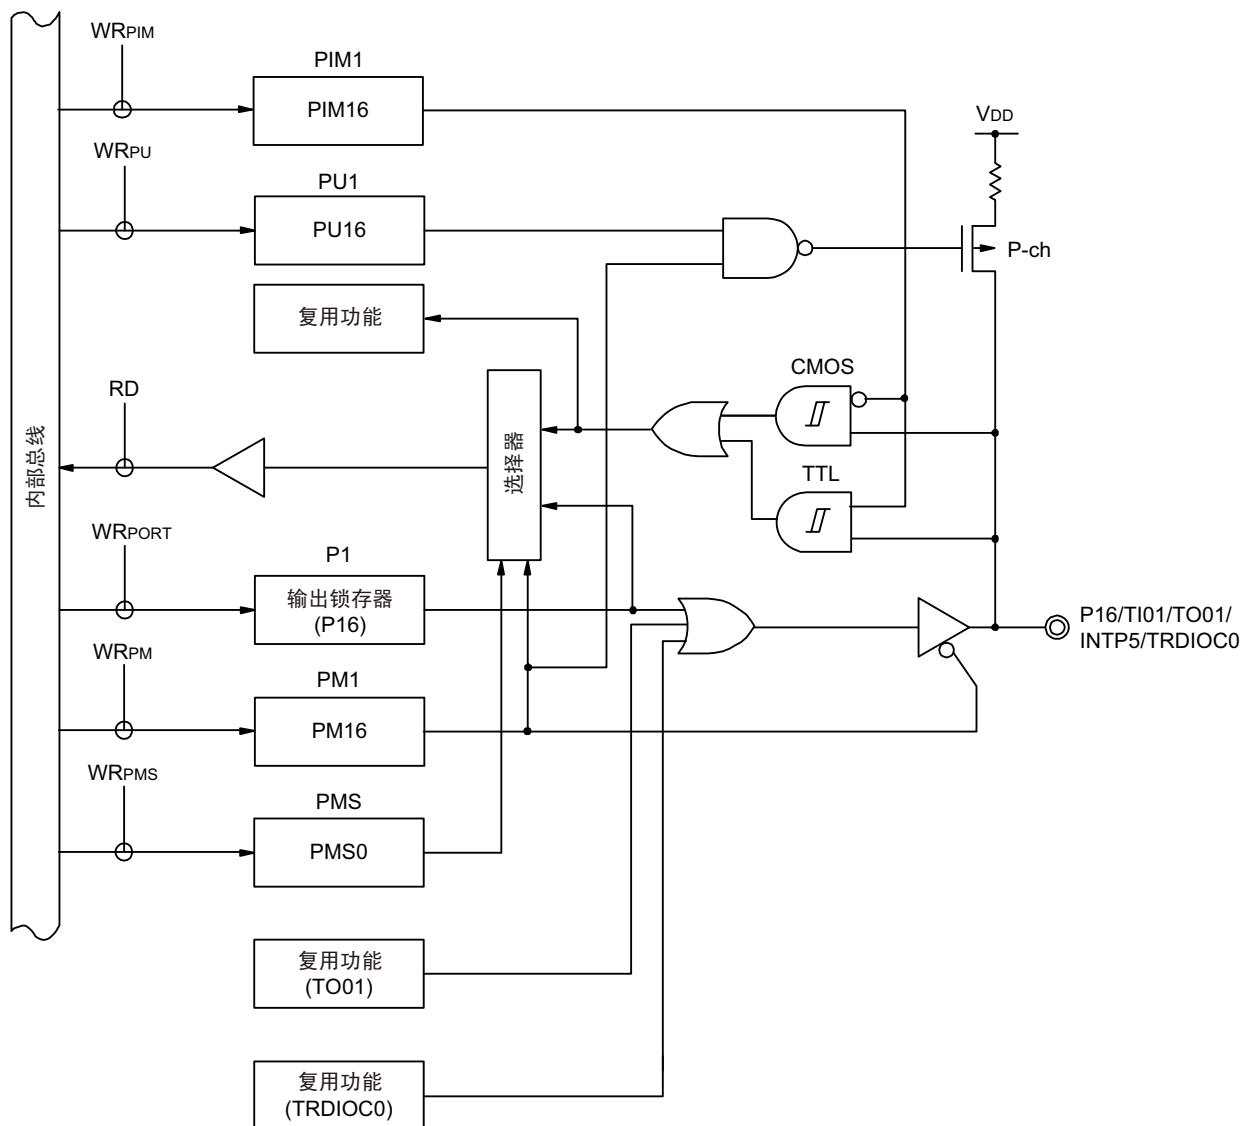 WRPIM
PIM1
PIM16
VDD
WRPU
PU1
PU16
P-ch
复用功能
CMOS
RD
选择器
内部总线
TTL
WRPORT
P1
输出锁存器
(P16)
P16/TI01/TO01/
INTP5/TRDIOC0
WRPM
PM1
PM16
WRPMS
PMS
PMS0
复用功能
(TO01)
复用功能
(TRDIOC0)